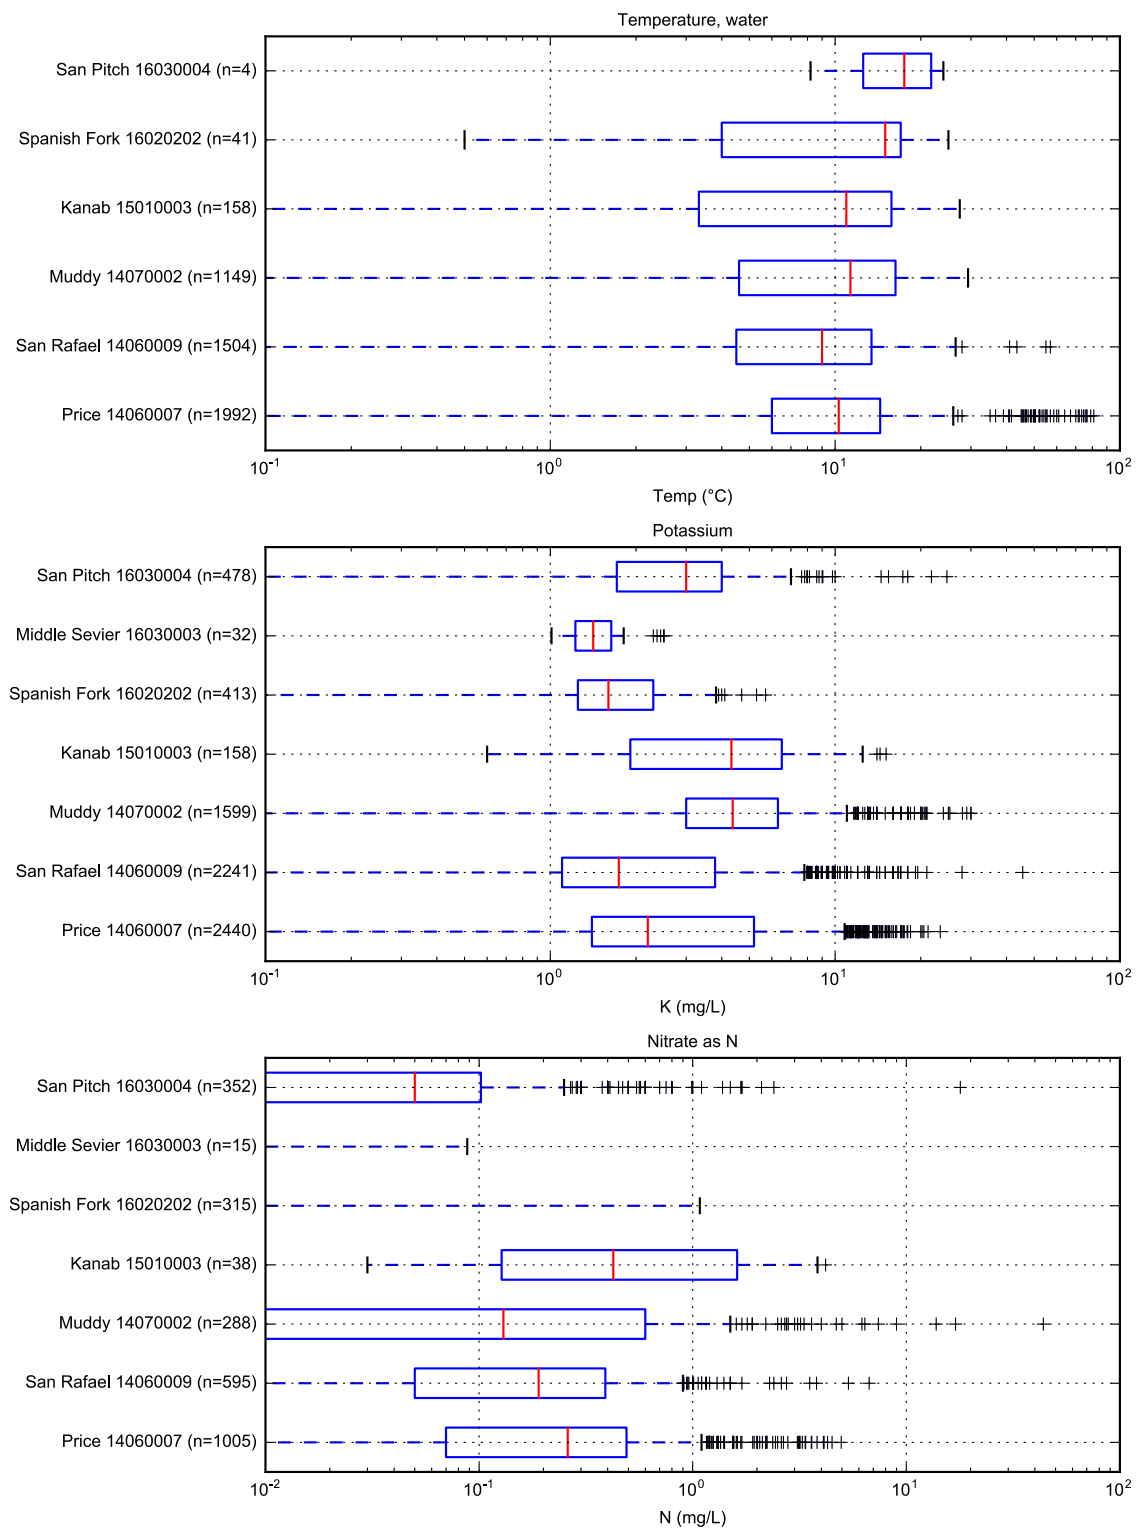 Temperature, water
San Pitch 16030004 (n=4)
Spanish Fork 16020202 (n=41)
Kanab 15010003 (n=158)
Muddy 14070002 (n=1149)
San Rafael 14060009 (n=1504)
Price 14060007 (n=1992)
10⁻¹ 10⁰ 10¹ 10²
Temp (°C)
Potassium
San Pitch 16030004 (n=478)
Middle Sevier 16030003 (n=32)
Spanish Fork 16020202 (n=413)
Kanab 15010003 (n=158)
Muddy 14070002 (n=1599)
San Rafael 14060009 (n=2241)
Price 14060007 (n=2440)
10⁻¹ 10⁰ 10¹ 10²
K (mg/L)
Nitrate as N
San Pitch 16030004 (n=352)
Middle Sevier 16030003 (n=15)
Spanish Fork 16020202 (n=315)
Kanab 15010003 (n=38)
Muddy 14070002 (n=288)
San Rafael 14060009 (n=595)
Price 14060007 (n=1005)
10⁻² 10⁻¹ 10⁰ 10¹ 10²
N (mg/L)